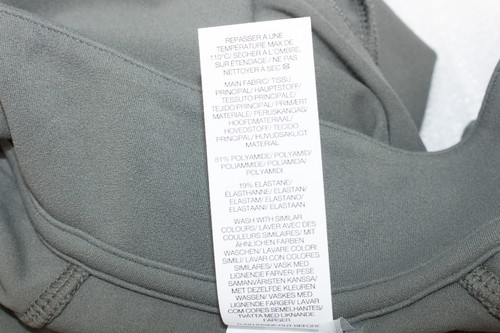 REPASSER A UNE
TEMPERATURE MAX DE
110°C/ SECHER A L'OMBRE,
SUR ETENDAGE / NE PAS
NETTOYER A SEC
MAIN FABRIC/ TISSU
PRINCIPAL/ HAUPTSTOFF/
TESSUTO PRINCIPALE/
TEJIDO PRINCIPAL/ PRIMÆRT
MATERIALE/ PERUSKANGAS/
HOOFDMATERIAAL/
HOVEDSTOFF/ TECIDO
PRINCIPAL/ HUVUDSAKLIGT
MATERIAL
81% POLYAMIDE/ POLYAMID/
POLIAMMIDE/ POLIAMIDA/
POLYAMIDI
19% ELASTANE/
ELASTHANNE/ ELASTAN/
ELASTAM/ ELASTANO/
ELASTAANI/ ELASTAAN
WASH WITH SIMILAR
COLOURS/ LAVER AVEC DES
COULEURS SIMILAIRES/ MIT
ÄHNLICHEN FARBEN
WASCHEN/ LAVARE COLORI
SIMILI/ LAVAR CON COLORES
SIMILARES/ VASK MED
LIGNENDE FARVER/ PESE
SAMANVÄRISTEN KANSSA/
MET DEZELFDE KLEUREN
WASSEN/ VASKES MED
LIGNENDE FARGER/ LAVAR
COM CORES SEMELHANTES/
TVÄTTA MED LIKNANDE
FÄRGER